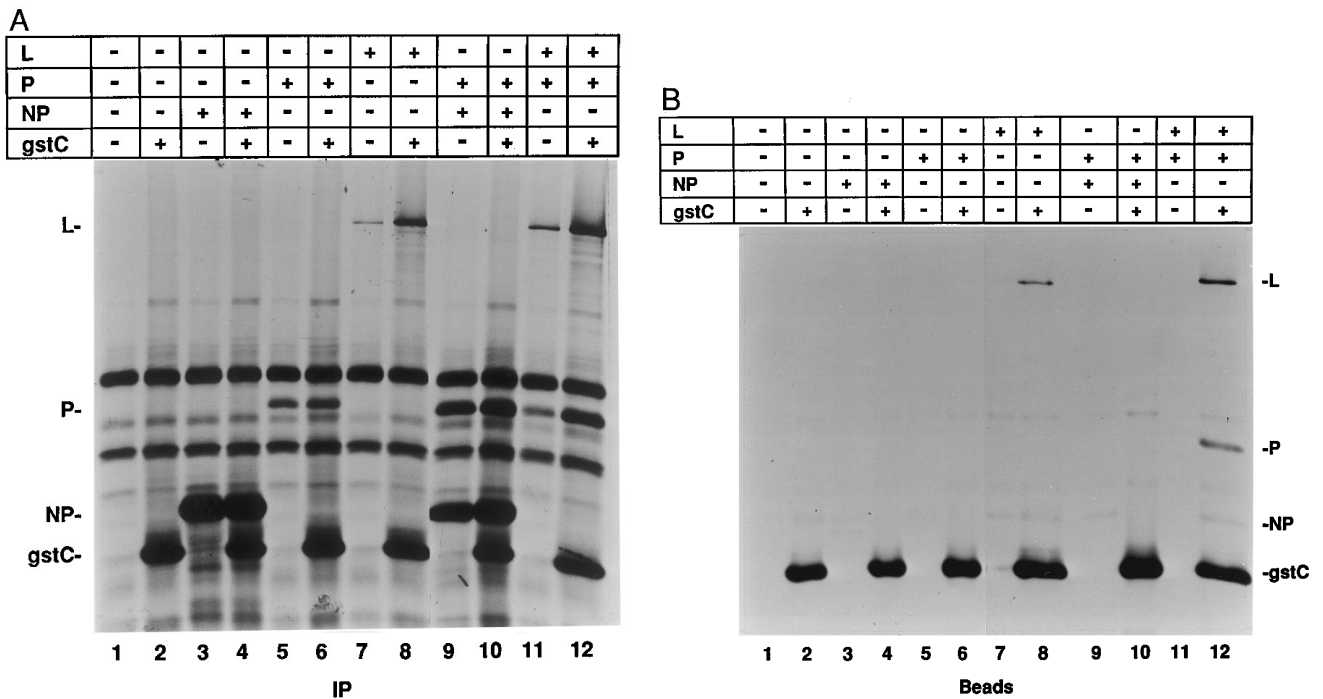 A
L - - - - - - + + - - + +
P - - - - + + - - + + + +
NP - - + + - - - - + + - -
gstC - + - + - + - + - + - +
L-
P-
NP-
gstC-
1 2 3 4 5 6 7 8 9 10 11 12
IP
B
L - - - - - - + + - - + +
P - - - - + + - - + + + +
NP - - + + - - - - + + - -
gstC - + - + - + - + - + - +
-L
-P
-NP
-gstC
1 2 3 4 5 6 7 8 9 10 11 12
Beads